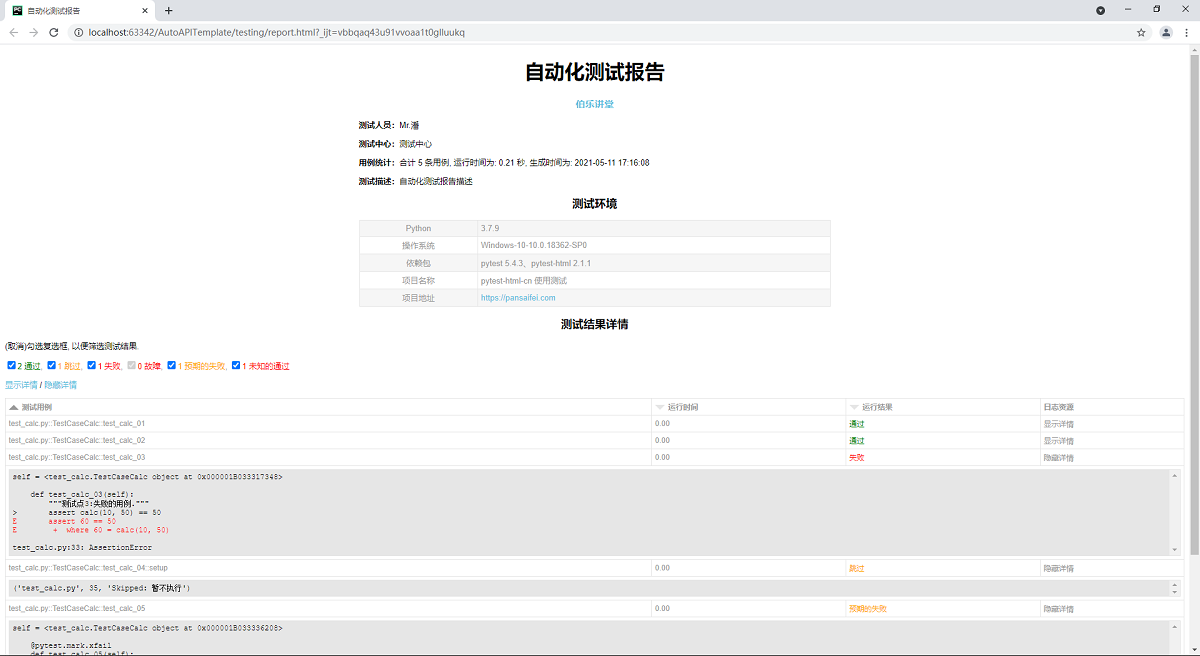 自动化测试报告
localhost:63342/AutoAPITemplate/testing/report.html?_ijt=vbbqaq43u91vvoaa1t0glluukq
自动化测试报告
伯乐讲堂
测试人员：Mr.潘
测试中心：测试中心
用例统计：合计 5 条用例, 运行时间为: 0.21 秒, 生成时间为: 2021-05-11 17:16:08
测试描述：自动化测试报告描述
测试环境
Python 3.7.9
操作系统 Windows-10-10.0.18362-SP0
依赖包 pytest 5.4.3、pytest-html 2.1.1
项目名称 pytest-html-cn 使用测试
项目地址 https://pansaifei.com
测试结果详情
(取消)勾选复选框, 以便筛选测试结果.
2 通过, 1 跳过, 1 失败, 0 故障, 1 预期的失败, 1 未知的通过
显示详情 / 隐藏详情
测试用例 运行时间 运行结果 日志资源
test_calc.py::TestCaseCalc::test_calc_01 0.00 通过 显示详情
test_calc.py::TestCaseCalc::test_calc_02 0.00 通过 显示详情
test_calc.py::TestCaseCalc::test_calc_03 0.00 失败 隐藏详情
self = <test_calc.TestCaseCalc object at 0x000001B033317348>
def test_calc_03(self):
"""测试点3:失败的用例."""
> assert calc(10, 50) == 50
E assert 60 == 50
E + where 60 = calc(10, 50)
test_calc.py:33: AssertionError
test_calc.py::TestCaseCalc::test_calc_04::setup 0.00 跳过 隐藏详情
('test_calc.py', 35, 'Skipped: 暂不执行')
test_calc.py::TestCaseCalc::test_calc_05 0.00 预期的失败 隐藏详情
self = <test_calc.TestCaseCalc object at 0x000001B033336208>
@pytest.mark.xfail
def test_calc_05(self):